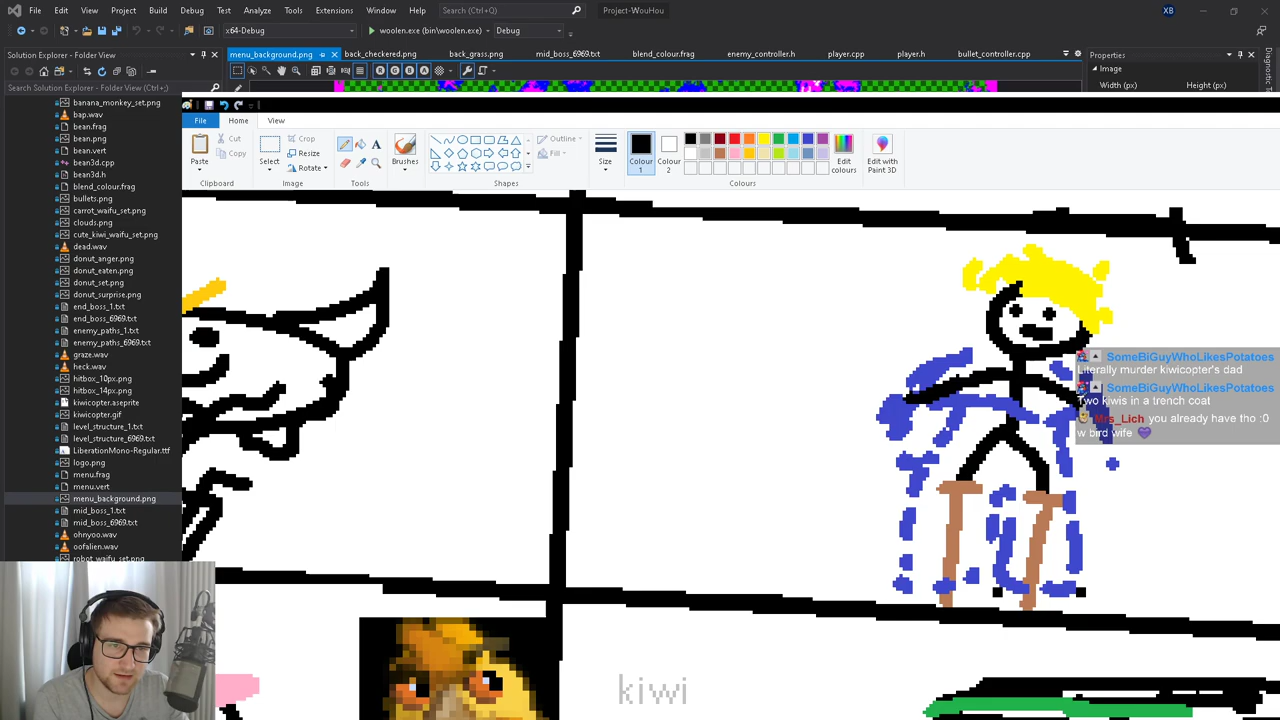 File Edit View Project Build Debug Test Analyze Tools Extensions Window Help Search (Ctrl+Q) Project-WouHou XB
x64-Debug woolen.exe (bin\woolen.exe) Debug
Solution Explorer - Folder View menu_background.png back_checkered.png back_grass.png mid_boss_6969.txt blend_colour.frag enemy_controller.h player.cpp player.h bullet_controller.cpp Properties
Image
Search Solution Explorer - Folder View (Ctrl+;) Width (px) Height (px)
banana_monkey_set.png
bap.wav
bean.frag
bean.png
bean.vert
bean3d.cpp
bean3d.h
blend_colour.frag
bullets.png
carrot_waifu_set.png
clouds.png
cute_kiwi_waifu_set.png
dead.wav
donut_anger.png
donut_eaten.png
donut_set.png
donut_surprise.png
end_boss_1.txt
end_boss_6969.txt
enemy_paths_1.txt
enemy_paths_6969.txt
graze.wav
heck.wav
hitbox_10px.png
hitbox_14px.png
kiwicopter.aseprite
kiwicopter.gif
level_structure_1.txt
level_structure_6969.txt
LiberationMono-Regular.ttf
logo.png
menu.frag
menu.vert
menu_background.png
mid_boss_1.txt
mid_boss_6969.txt
ohnyoo.wav
oofalien.wav
robot_waifu_set.png
File Home View
Paste Cut Copy Select Crop Resize Rotate A Brushes Outline Fill Size Colour 1 Colour 2 Edit colours Edit with Paint 3D
Clipboard Image Tools Shapes Colours
SomeBiGuyWhoLikesPotatoes
Literally murder kiwicopter's dad
SomeBiGuyWhoLikesPotatoes
Two kiwis in a trench coat
Mrs_Lich you already have tho :0
w bird wife
kiwi